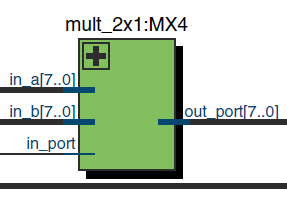 mult_2x1:MX4
in_a[7..0]
in_b[7..0]
out_port[7..0]
in_port